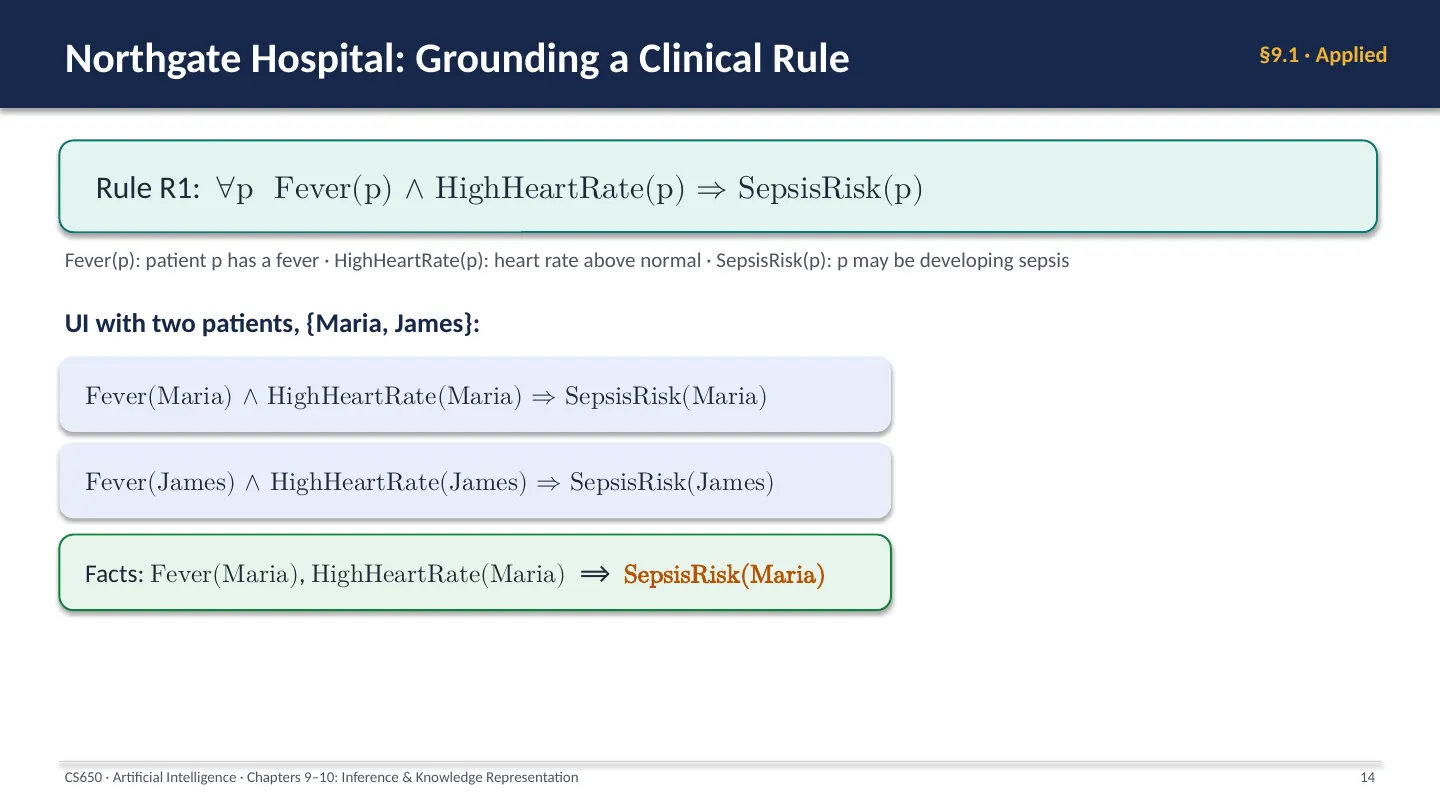 Northgate Hospital: Grounding a Clinical Rule
§9.1 · Applied
Rule R1: ∀p Fever(p) ∧ HighHeartRate(p) ⇒ SepsisRisk(p)
Fever(p): patient p has a fever · HighHeartRate(p): heart rate above normal · SepsisRisk(p): p may be developing sepsis
UI with two patients, {Maria, James}:
Fever(Maria) ∧ HighHeartRate(Maria) ⇒ SepsisRisk(Maria)
Fever(James) ∧ HighHeartRate(James) ⇒ SepsisRisk(James)
Facts: Fever(Maria), HighHeartRate(Maria) ⟹ SepsisRisk(Maria)
CS650 · Artificial Intelligence · Chapters 9–10: Inference & Knowledge Representation
14